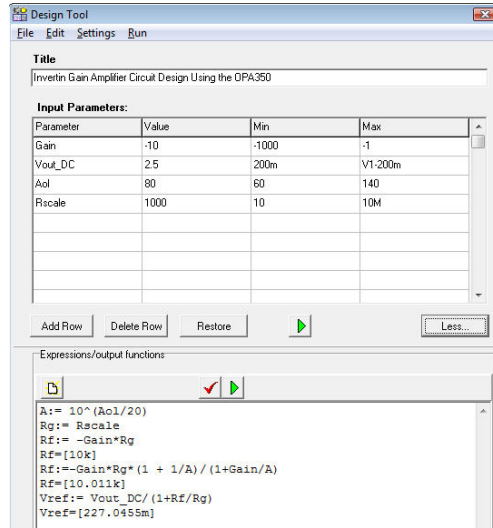 Design Tool
File Edit Settings Run
Title
Invertin Gain Amplifier Circuit Design Using the OPA350
Input Parameters:
Parameter Value Min Max
Gain -10 -1000 -1
Vout_DC 2.5 200m V1-200m
Aol 80 60 140
Rscale 1000 10 10M
Add Row Delete Row Restore Less...
Expressions/output functions
A:= 10^(Aol/20)
Rg:= Rscale
Rf:= -Gain*Rg
Rf=[10k]
Rf:=-Gain*Rg*(1 + 1/A)/(1+Gain/A)
Rf=[10.011k]
Vref:= Vout_DC/(1+Rf/Rg)
Vref=[227.0455m]